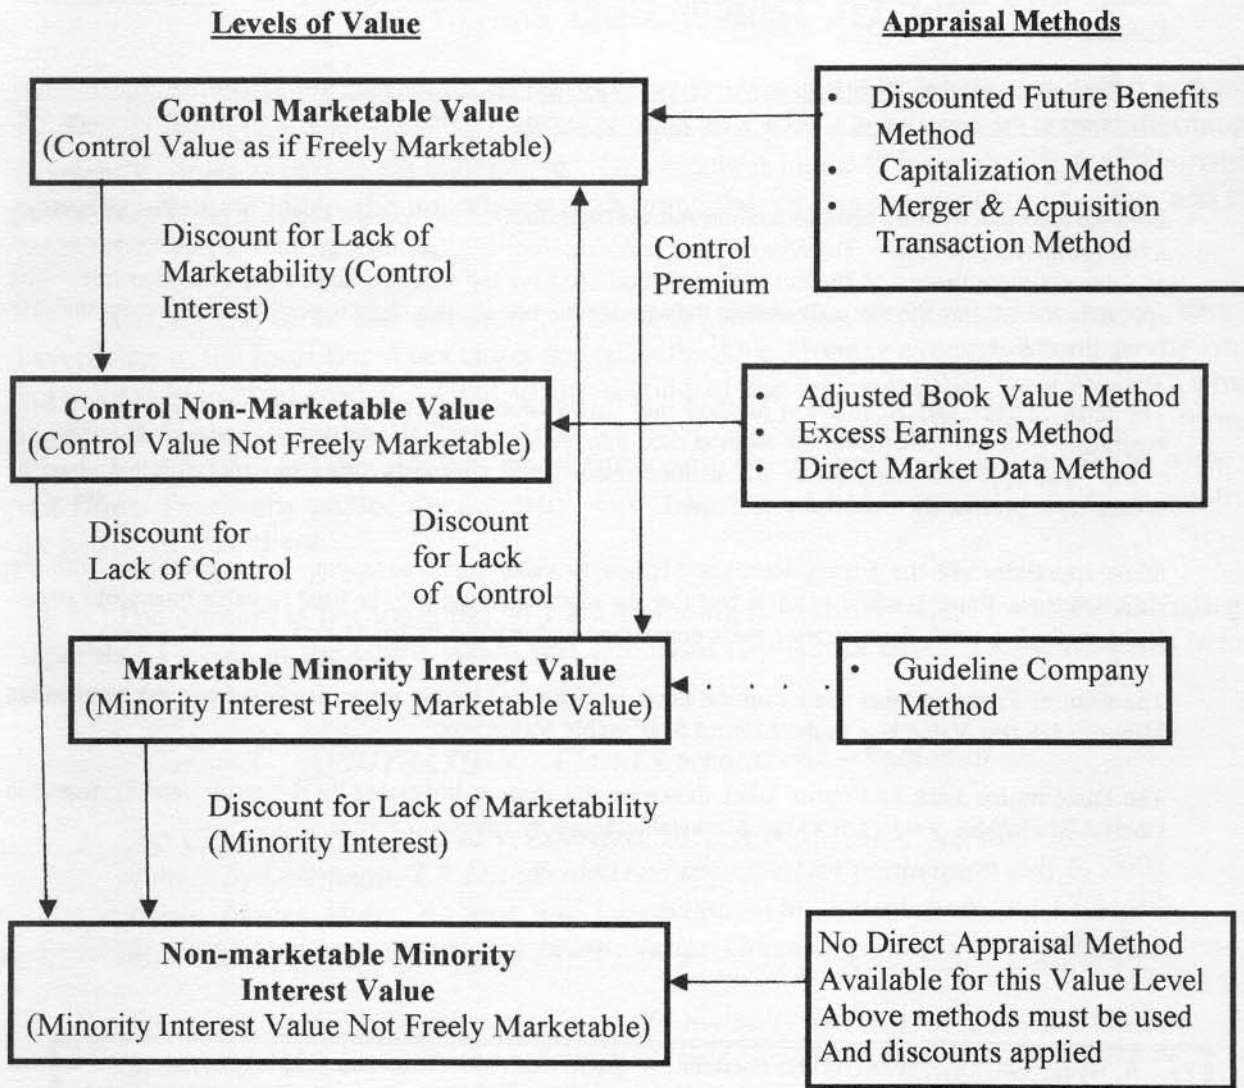 Levels of Value
Appraisal Methods
Control Marketable Value
(Control Value as if Freely Marketable)
• Discounted Future Benefits
Method
• Capitalization Method
• Merger & Acpuisition
Transaction Method
Discount for Lack of
Marketability (Control
Interest)
Control
Premium
Control Non-Marketable Value
(Control Value Not Freely Marketable)
• Adjusted Book Value Method
• Excess Earnings Method
• Direct Market Data Method
Discount for
Lack of Control
Discount
for Lack
of Control
Marketable Minority Interest Value
(Minority Interest Freely Marketable Value)
• Guideline Company
Method
Discount for Lack of Marketability
(Minority Interest)
Non-marketable Minority
Interest Value
(Minority Interest Value Not Freely Marketable)
No Direct Appraisal Method
Available for this Value Level
Above methods must be used
And discounts applied